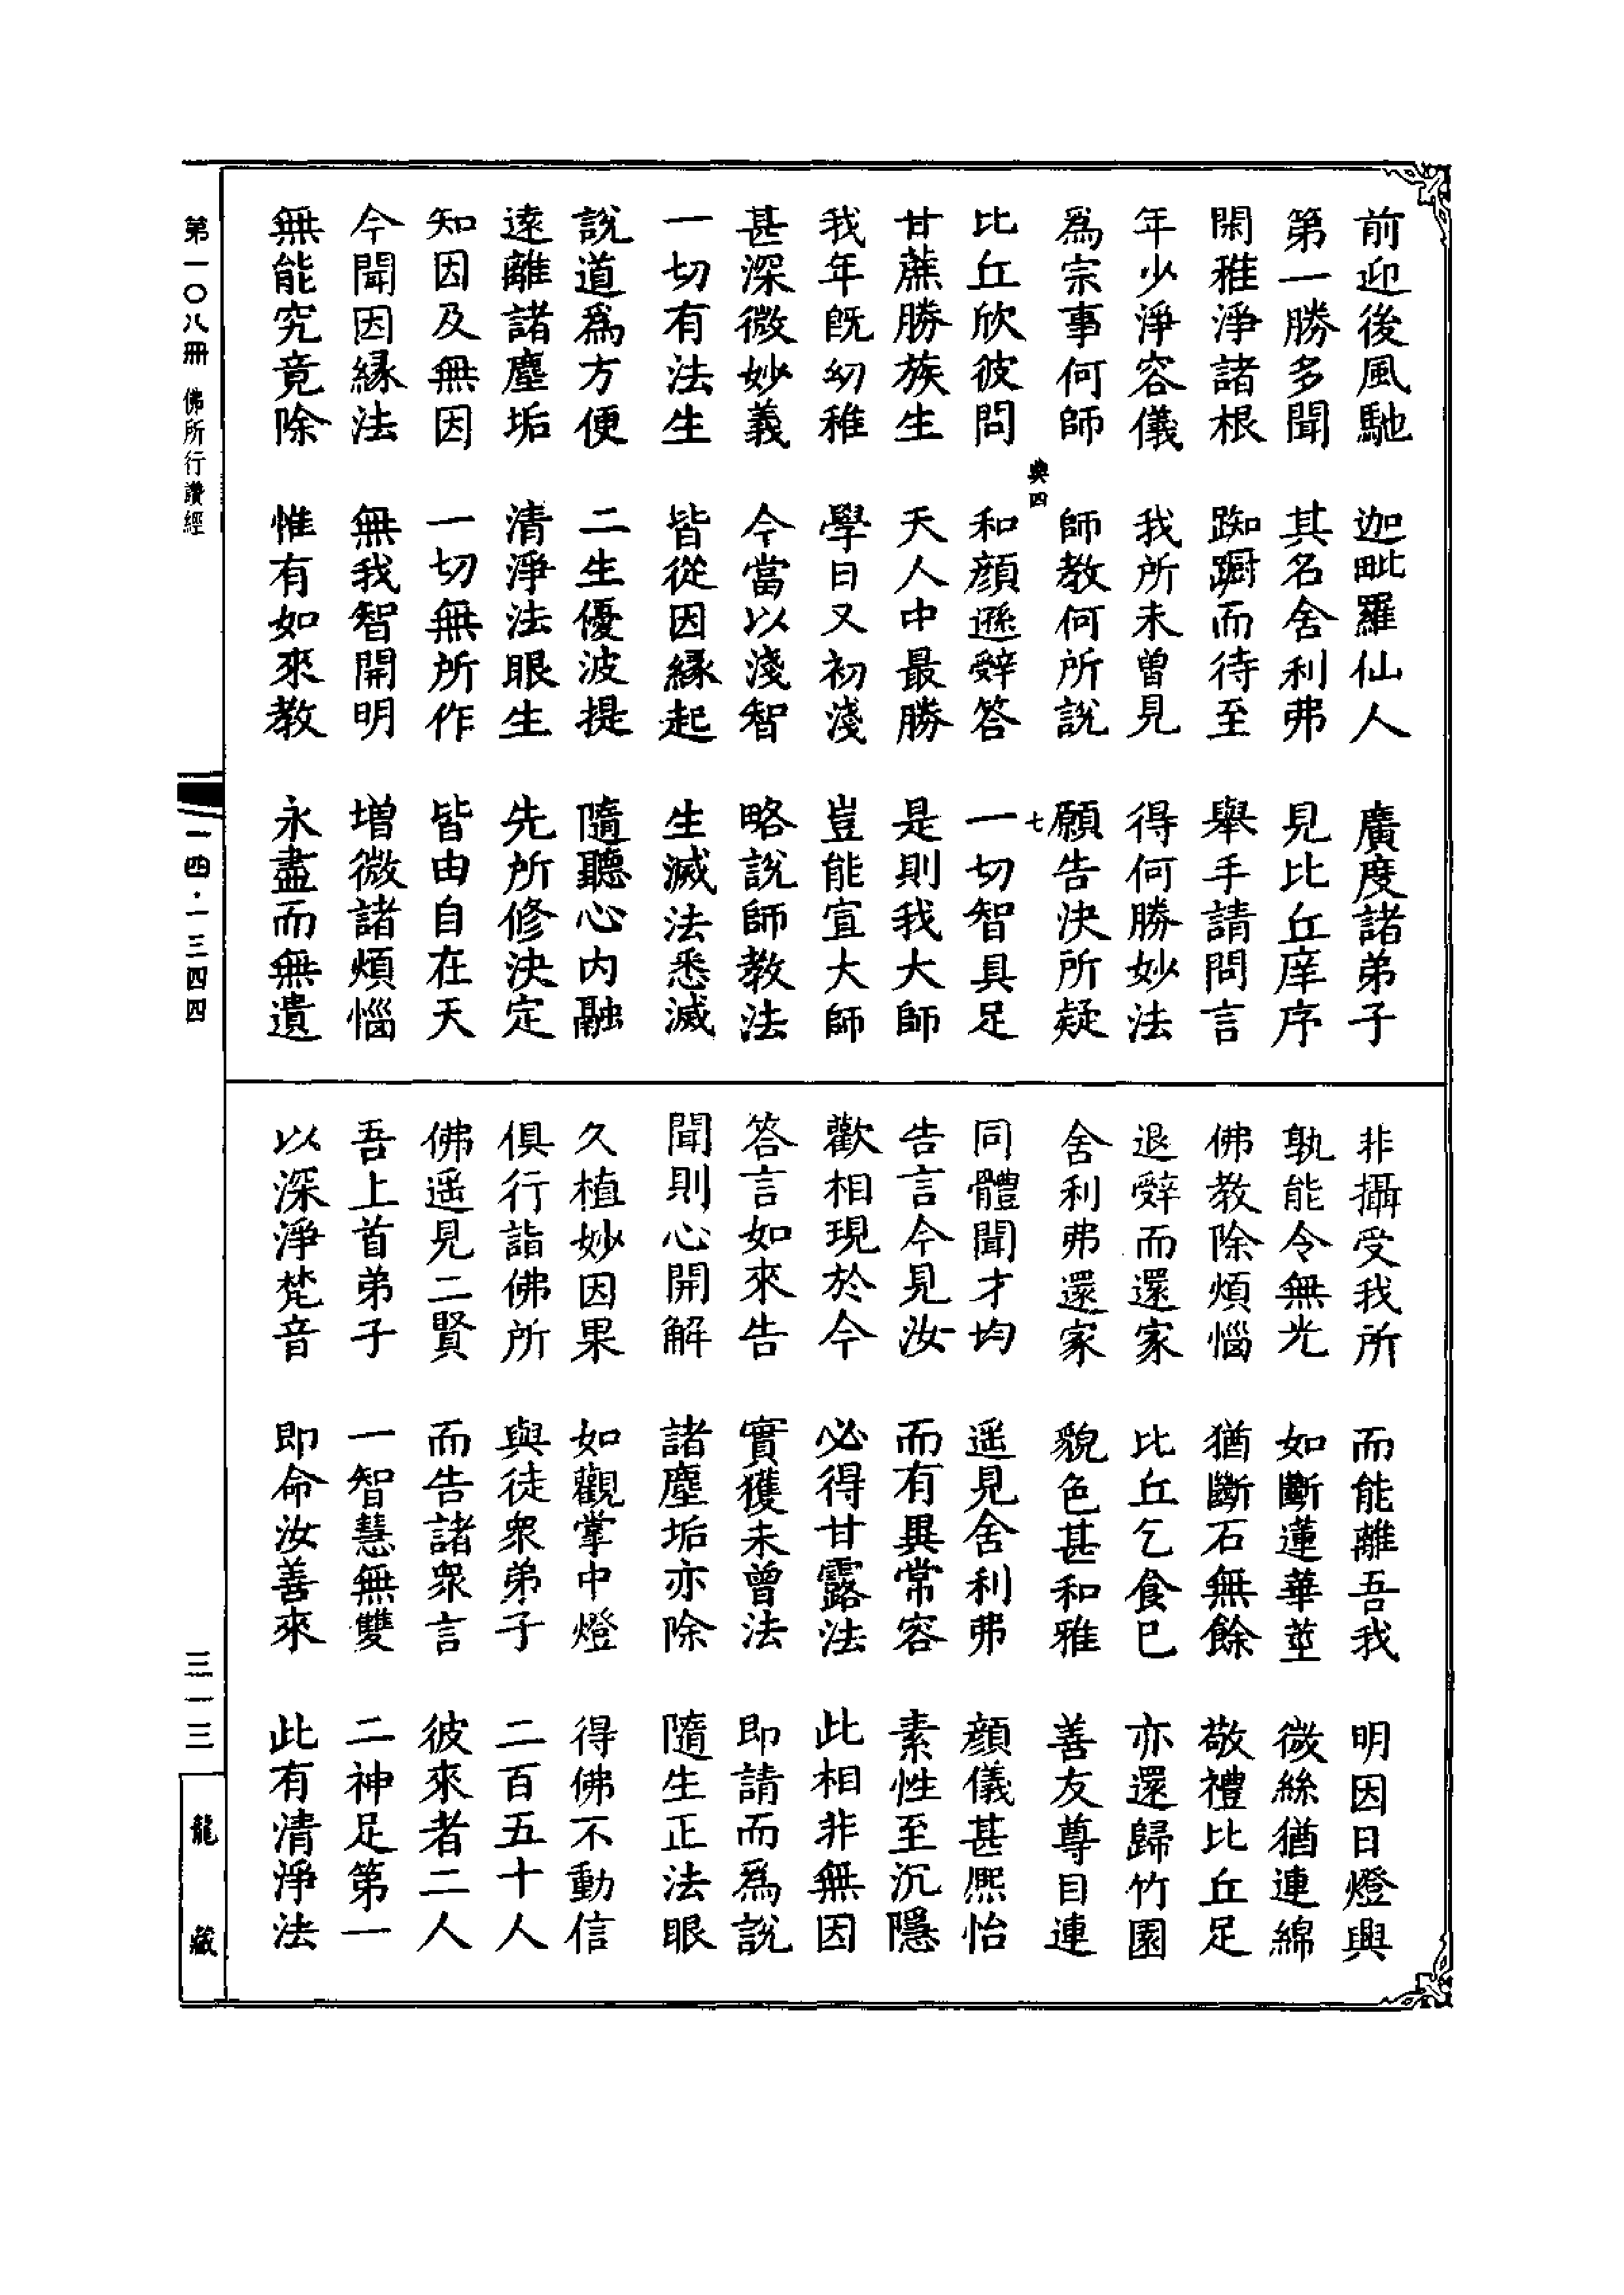 前迎後風馳　迦毗羅仙人　廣度諸弟子
第一勝多聞　其名舍利弗　見比丘庠序
閑稚淨諸根　踟躕而待至　舉手請問言
年少淨容儀　我所未曾見　得何勝妙法
爲宗事何師　師教何所說　願告決所疑
典四　七
比丘欣彼問　和顏遜辭答　一切智具足
甘蔗勝族生　天人中最勝　是則我大師
我年旣幼稚　學日又初淺　豈能宣大師
甚深微妙義　今當以淺智　略說師教法
一切有法生　皆從因緣起　生滅法悉滅
說道爲方便　二生優波提　隨聽心內融
遠離諸塵垢　清淨法眼生　先所修決定
知因及無因　一切無所作　皆由自在天
今聞因緣法　無我智開明　增微諸煩惱
無能究竟除　惟有如來教　永盡而無遺
非攝受我所　而能離吾我　明因日燈興
孰能令無光　如斷蓮華莖　微絲猶連綿
佛教除煩惱　猶斷石無餘　敬禮比丘足
退辭而還家　比丘乞食已　亦還歸竹園
舍利弗還家　貌色甚和雅　善友尊目連
同體聞才均　遥見舍利弗　顏儀甚熈怡
告言今見汝　而有異常容　素性至沉隱
歡相現於今　必得甘露法　此相非無因
答言如來告　實獲未曾法　即請而爲說
聞則心開解　諸塵垢亦除　隨生正法眼
久植妙因果　如觀掌中燈　得佛不動信
俱行詣佛所　與徒衆弟子　二百五十人
佛遥見二賢　而告諸衆言　彼來者二人
吾上首弟子　一智慧無雙　二神足第一
以深淨梵音　即命汝善來　此有清淨法
第一〇八冊　佛所行讚經
一四·一三四四
三一三
龍藏